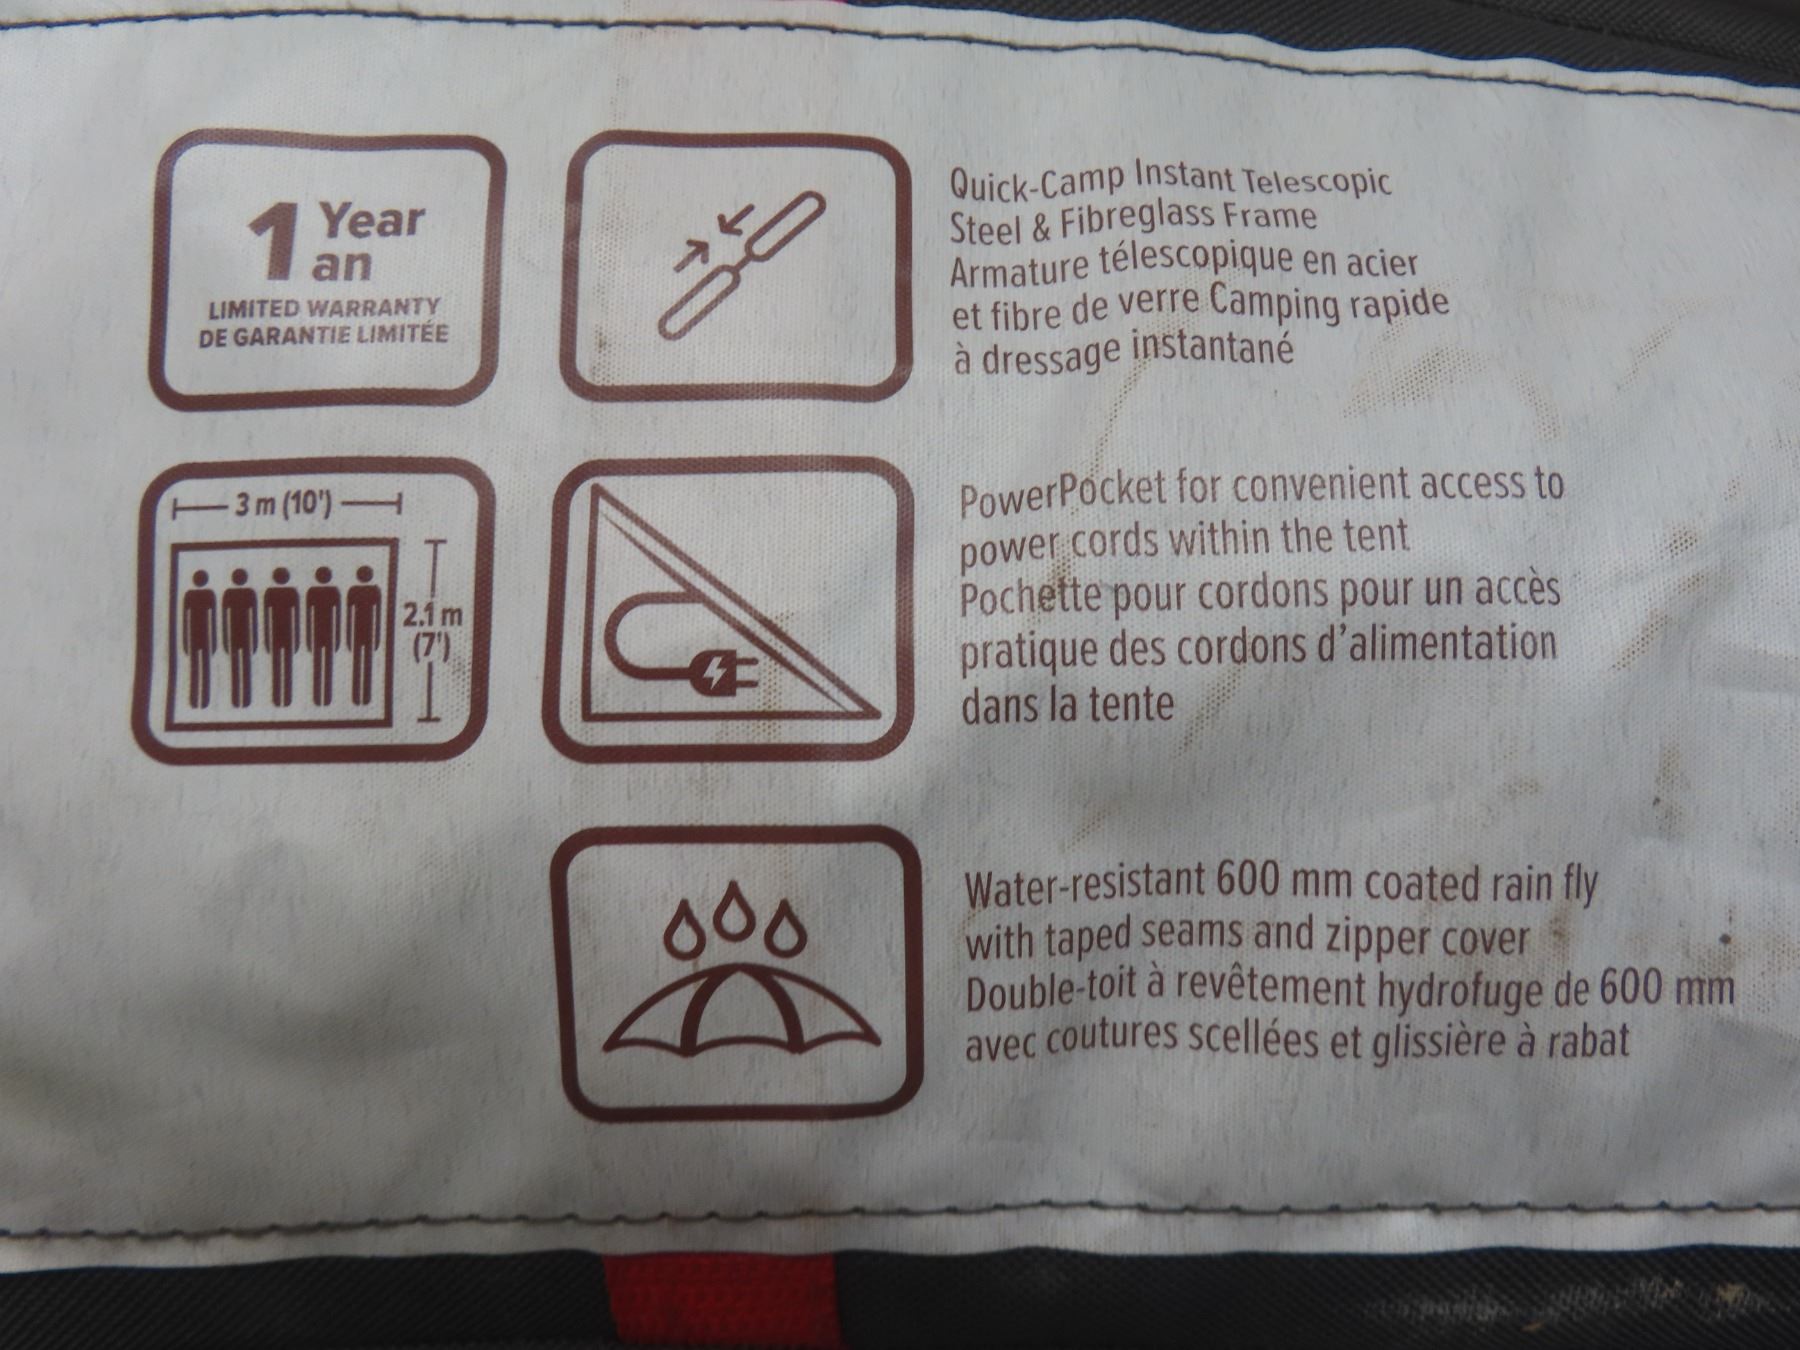 1 Year
an
LIMITED WARRANTY
DE GARANTIE LIMITÉE
Quick-Camp Instant Telescopic
Steel & Fibreglass Frame
Armature télescopique en acier
et fibre de verre Camping rapide
à dressage instantané
3 m (10')
2.1 m
(7')
PowerPocket for convenient access to
power cords within the tent
Pochette pour cordons pour un accès
pratique des cordons d'alimentation
dans la tente
Water-resistant 600 mm coated rain fly
with taped seams and zipper cover
Double-toit à revêtement hydrofuge de 600 mm
avec coutures scellées et glissière à rabat